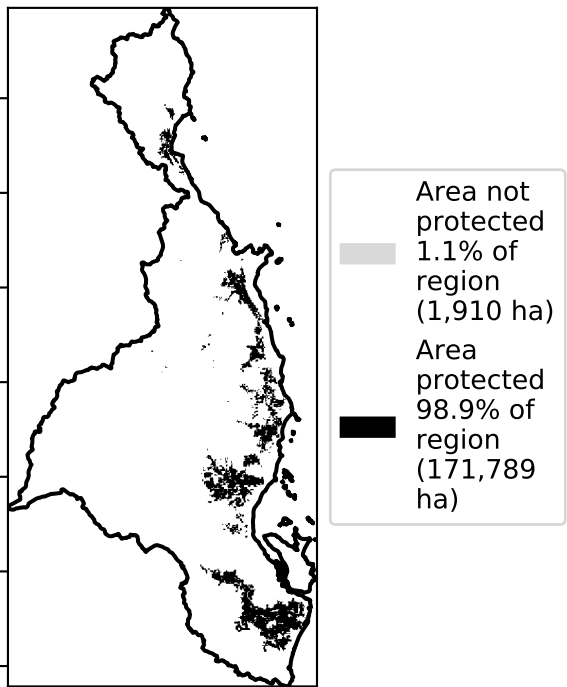 Area not
protected
1.1% of
region
(1,910 ha)
Area
protected
98.9% of
region
(171,789
ha)